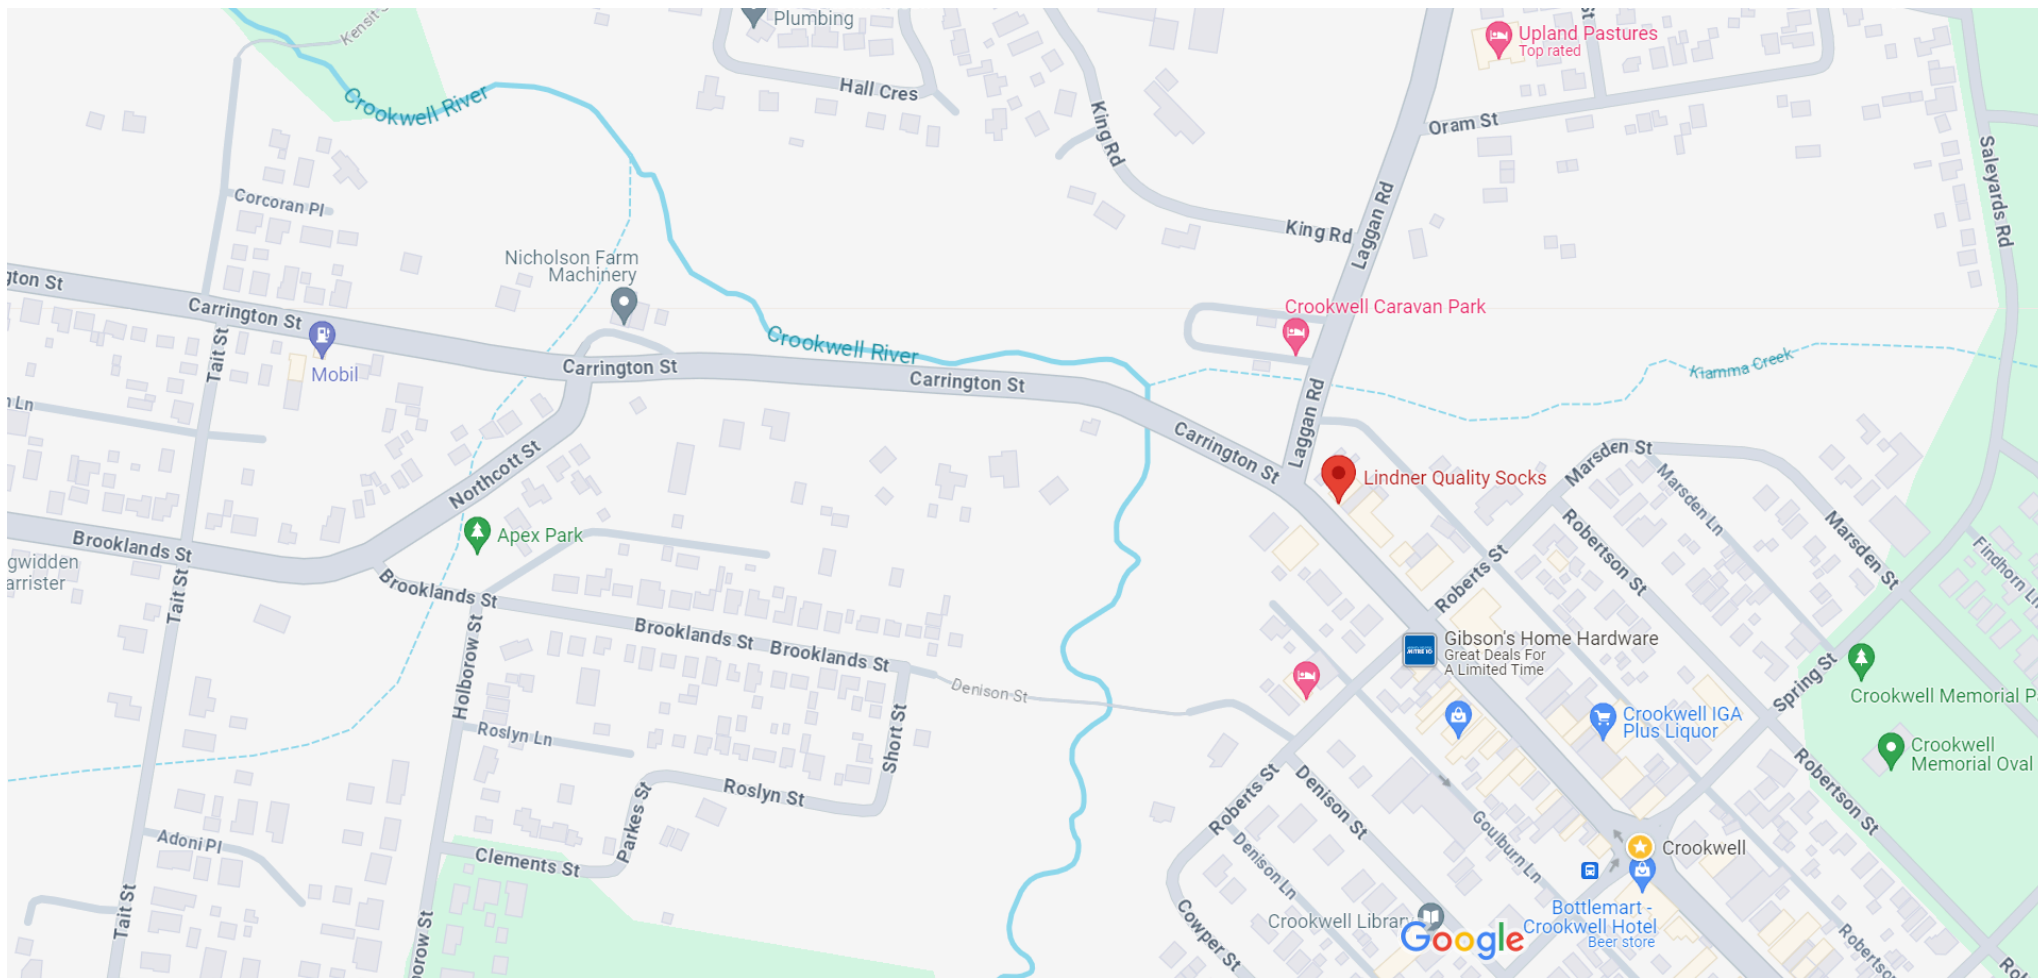 Kensit S
Plumbing
Upland Pastures
Top rated
St
Crookwell River
Hall Cres
King Rd
Oram St
Saleyards Rd
Corcoran Pl
Laggan Rd
King Rd
Nicholson Farm
Machinery
gton St
Carrington St
Crookwell Caravan Park
Tait St
Mobil
Crookwell River
Carrington St
Carrington St
Kiamma Creek
n Ln
Laggan Rd
Carrington St
Northcott St
Lindner Quality Socks
Marsden St
Marsden Ln
Marsden St
Robertson St
Roberts St
Brooklands St
Apex Park
gwidden
arrister
Tait St
Brooklands St
Findhorn Ln
Holborow St
Brooklands St
Brooklands St
Denison St
Gibson's Home Hardware
Great Deals For
A Limited Time
Spring St
Crookwell Memorial P
Roslyn Ln
Short St
Crookwell IGA
Plus Liquor
Crookwell
Memorial Oval
Roslyn St
Parkes St
Roberts St
Denison St
Robertson St
Adoni Pl
Clements St
Denison Ln
Goulburn Ln
Crookwell
Tait St
borow St
Cowper St
Crookwell Library
Google
Bottlemart -
Crookwell Hotel
Beer store
Robertso
Ro